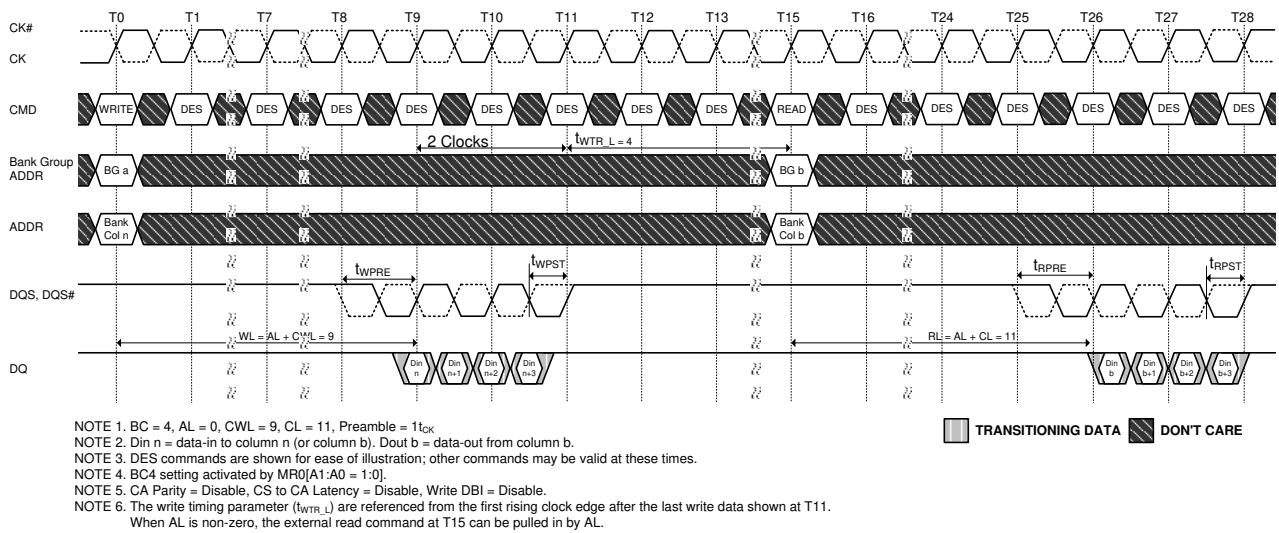 T0 T1 T7 T8 T9 T10 T11 T12 T13 T15 T16 T24 T25 T26 T27 T28
CK#
CK
CMD WRITE DES DES DES DES DES DES DES DES READ DES DES DES DES DES DES
2 Clocks tWTR_L = 4
Bank Group
ADDR
BG a BG b
ADDR
Bank
Col n
Bank
Col b
tWPRE tWPST tRPRE tRPST
DQS, DQS#
WL = AL + CWL = 9 RL = AL + CL = 11
DQ
Din
n
Din
n+1
Din
n+2
Din
n+3
Din
b
Din
b+1
Din
b+2
Din
b+3
NOTE 1. BC = 4, AL = 0, CWL = 9, CL = 11, Preamble = 1tCK
NOTE 2. Din n = data-in to column n (or column b). Dout b = data-out from column b.
NOTE 3. DES commands are shown for ease of illustration; other commands may be valid at these times.
NOTE 4. BC4 setting activated by MR0[A1:A0 = 1:0].
NOTE 5. CA Parity = Disable, CS to CA Latency = Disable, Write DBI = Disable.
NOTE 6. The write timing parameter (tWTR_L) are referenced from the first rising clock edge after the last write data shown at T11.
When AL is non-zero, the external read command at T15 can be pulled in by AL.
TRANSITIONING DATA DON'T CARE